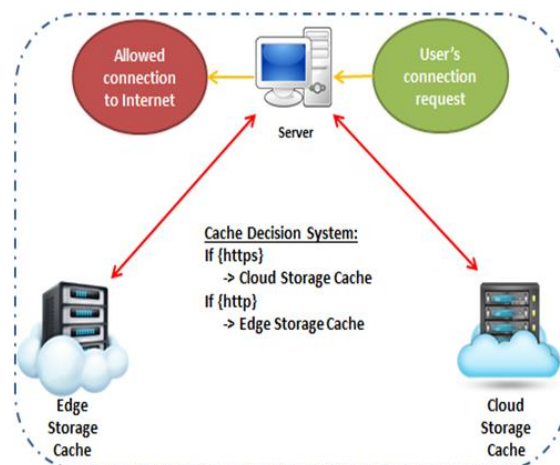 Allowed
connection
to Internet
User's
connection
request
Server
Cache Decision System:
If {https}
-> Cloud Storage Cache
If {http}
-> Edge Storage Cache
Edge
Storage
Cache
Cloud
Storage
Cache